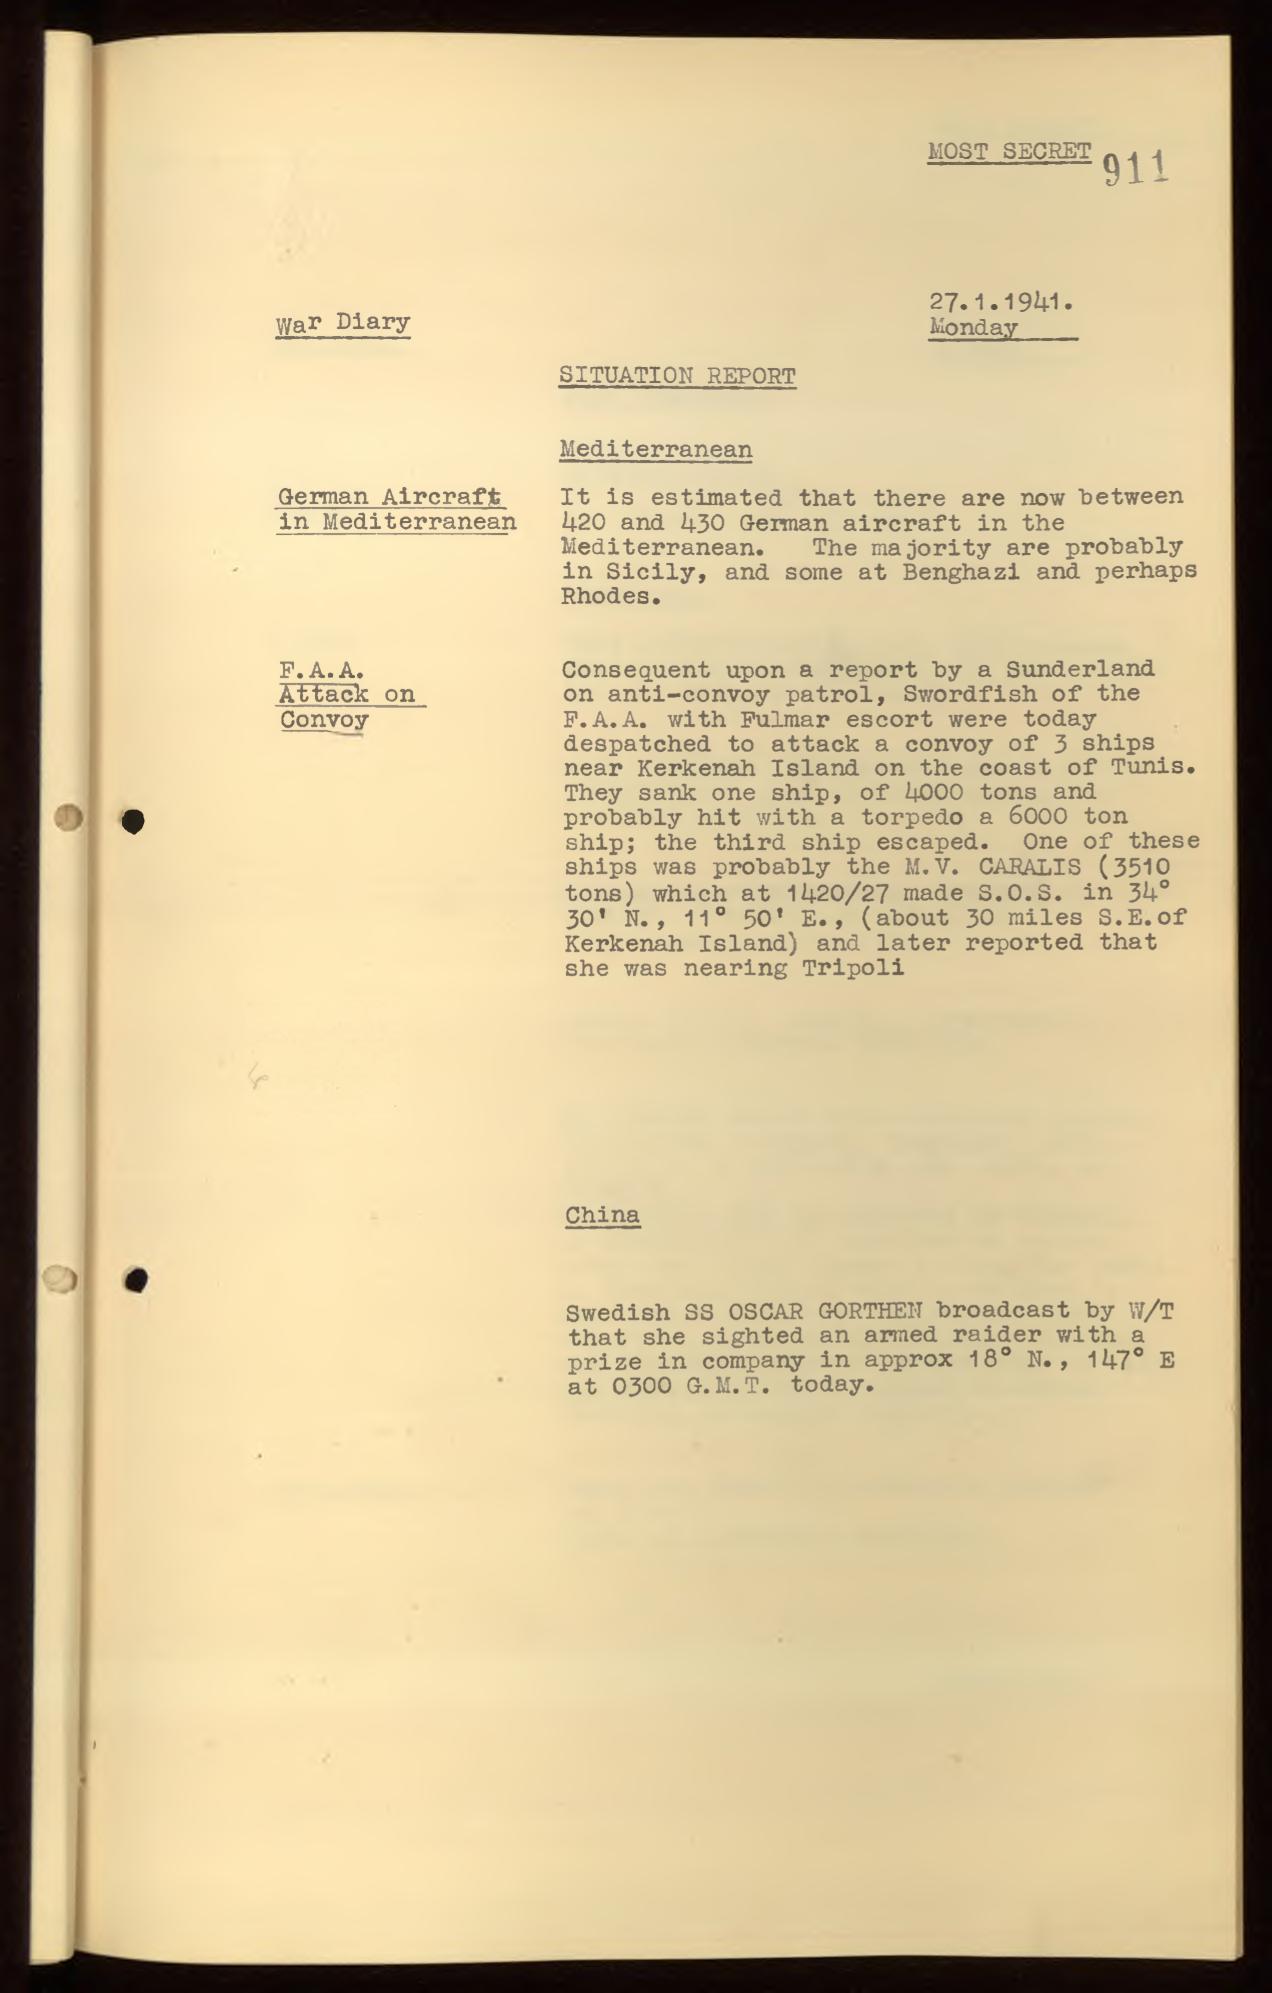 MOST SECRET
911
27.1.1941.
War Diary
Monday
SITUATION REPORT
Mediterranean
German Aircraft
in Mediterranean
It is estimated that there are now between
420 and 430 German aircraft in the
Mediterranean. The majority are probably
in Sicily, and some at Benghazi and perhaps
Rhodes.
F.A.A.
Attack on
Convoy
Consequent upon a report by a Sunderland
on anti-convoy patrol, Swordfish of the
F.A.A. with Fulmar escort were today
despatched to attack a convoy of 3 ships
near Kerkenah Island on the coast of Tunis.
They sank one ship, of 4000 tons and
probably hit with a torpedo a 6000 ton
ship; the third ship escaped. One of these
ships was probably the M.V. CARALIS (3510
tons) which at 1420/27 made S.O.S. in 34°
30' N., 11° 50' E., (about 30 miles S.E.of
Kerkenah Island) and later reported that
she was nearing Tripoli
China
Swedish SS OSCAR GORTHEN broadcast by W/T
that she sighted an armed raider with a
prize in company in approx 18° N., 147° E
at 0300 G.M.T. today.